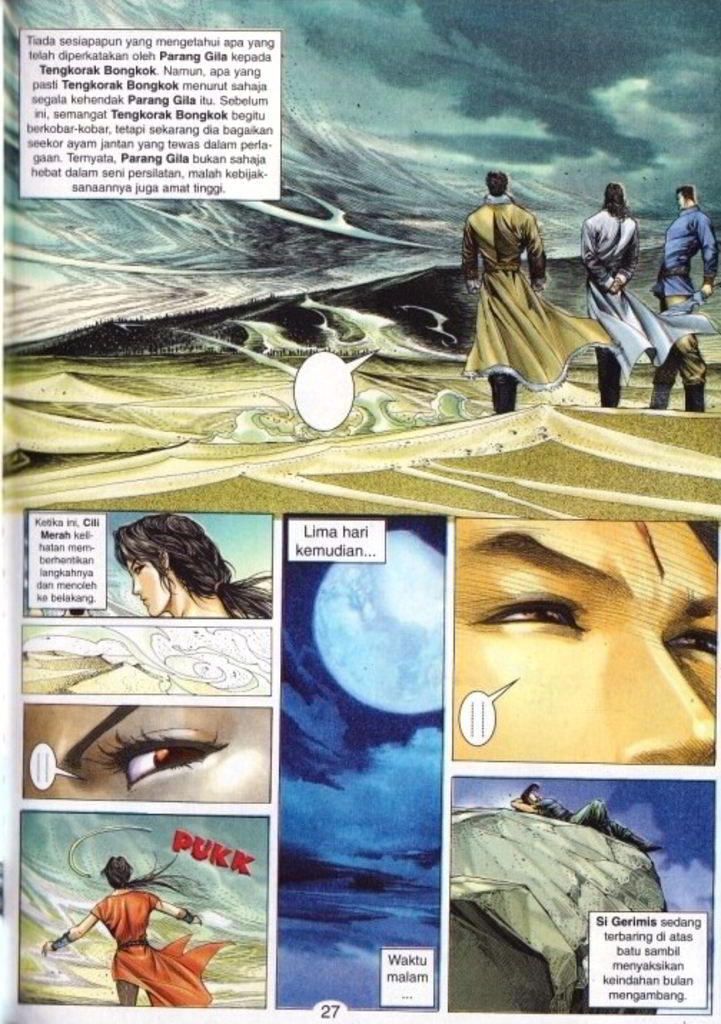 Tiada sesiapapun yang mengetahui apa yang
telah diperkatakan oleh Parang Gila kepada
Tengkorak Bongkok. Namun, apa yang
pasti Tengkorak Bongkok menurut sahaja
segala kehendak Parang Gila itu. Sebelum
ini, semangat Tengkorak Bongkok begitu
berkobar-kobar, tetapi sekarang dia bagaikan
seekor ayam jantan yang tewas dalam perla-
gaan. Ternyata, Parang Gila bukan sahaja
hebat dalam seni persilatan, malah kebijak-
sanaannya juga amat tinggi.
Ketika ini, Cili
Merah keli-
hatan mem-
berhentikan
langkahnya
dan menoleh
ke belakang.
PUKK
Lima hari
kemudian...
Waktu
malam
...
Si Gerimis sedang
terbaring di atas
batu sambil
menyaksikan
keindahan bulan
mengambang.
27